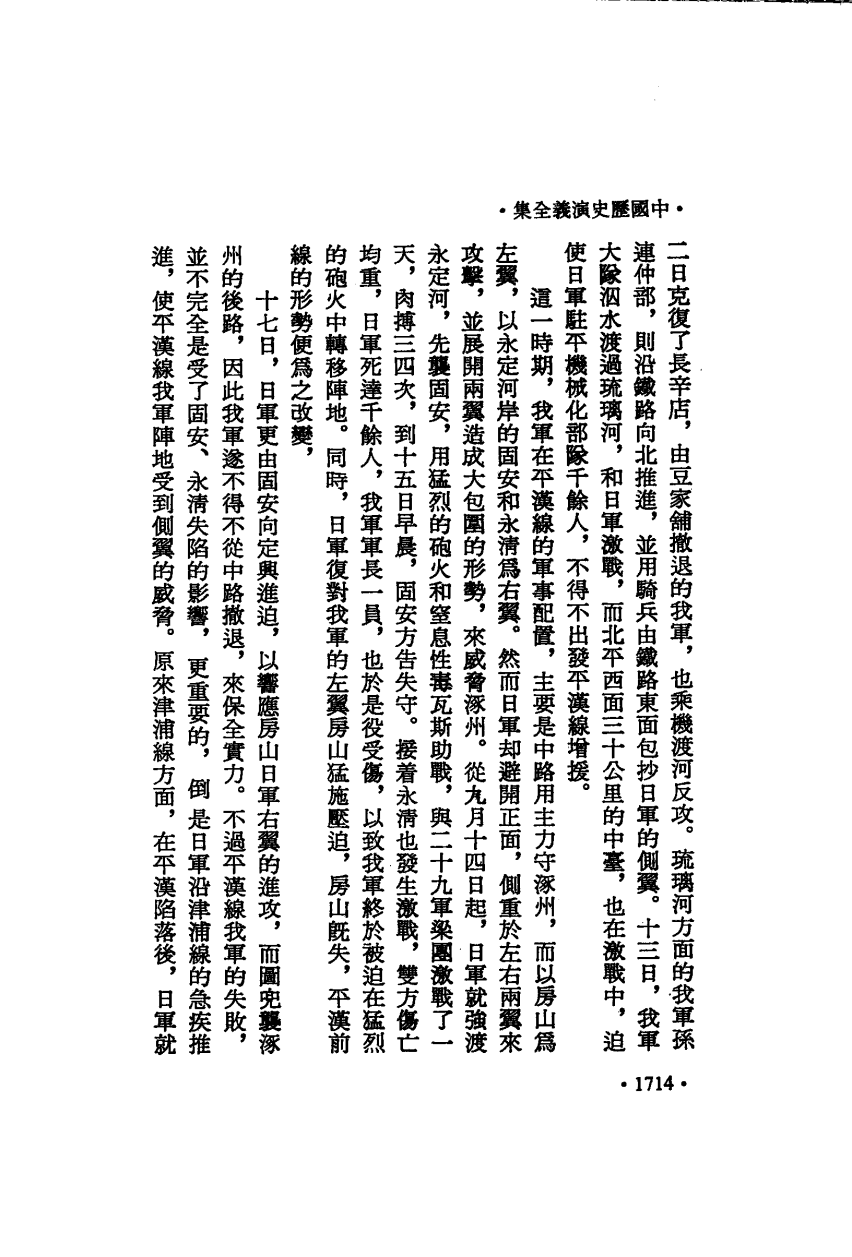 •中國歷史演義全集•
二日克復了長辛店，由豆家舖撤退的我軍，也乘機渡河反攻。琉璃河方面的我軍孫
連仲部，則沿鐵路向北推進，並用騎兵由鐵路東面包抄日軍的側翼。十三日，我軍
大隊泅水渡過琉璃河，和日軍激戰，而北平西面三十公里的中臺，也在激戰中，迫
使日軍駐平機械化部隊千餘人，不得不出發平漢線增援。
這一時期，我軍在平漢線的軍事配置，主要是中路用主力守涿州，而以房山爲
左翼，以永定河岸的固安和永清爲右翼。然而日軍却避開正面，側重於左右兩翼來
攻擊，並展開兩翼造成大包圍的形勢，來威脅涿州。從九月十四日起，日軍就強渡
永定河，先襲固安，用猛烈的砲火和窒息性毒瓦斯助戰，與二十九軍梁團激戰了一
天，肉搏三四次，到十五日早晨，固安方告失守。接着永清也發生激戰，雙方傷亡
均重，日軍死達千餘人，我軍軍長一員，也於是役受傷，以致我軍終於被迫在猛烈
的砲火中轉移陣地。同時，日軍復對我軍的左翼房山猛施壓迫，房山旣失，平漢前
線的形勢便爲之改變，
十七日，日軍更由固安向定興進迫，以響應房山日軍右翼的進攻，而圖兜襲涿
州的後路，因此我軍遂不得不從中路撤退，來保全實力。不過平漢線我軍的失敗，
並不完全是受了固安、永清失陷的影響，更重要的，倒是日軍沿津浦線的急疾推
進，使平漢線我軍陣地受到側翼的威脅。原來津浦線方面，在平漢陷落後，日軍就
•1714•